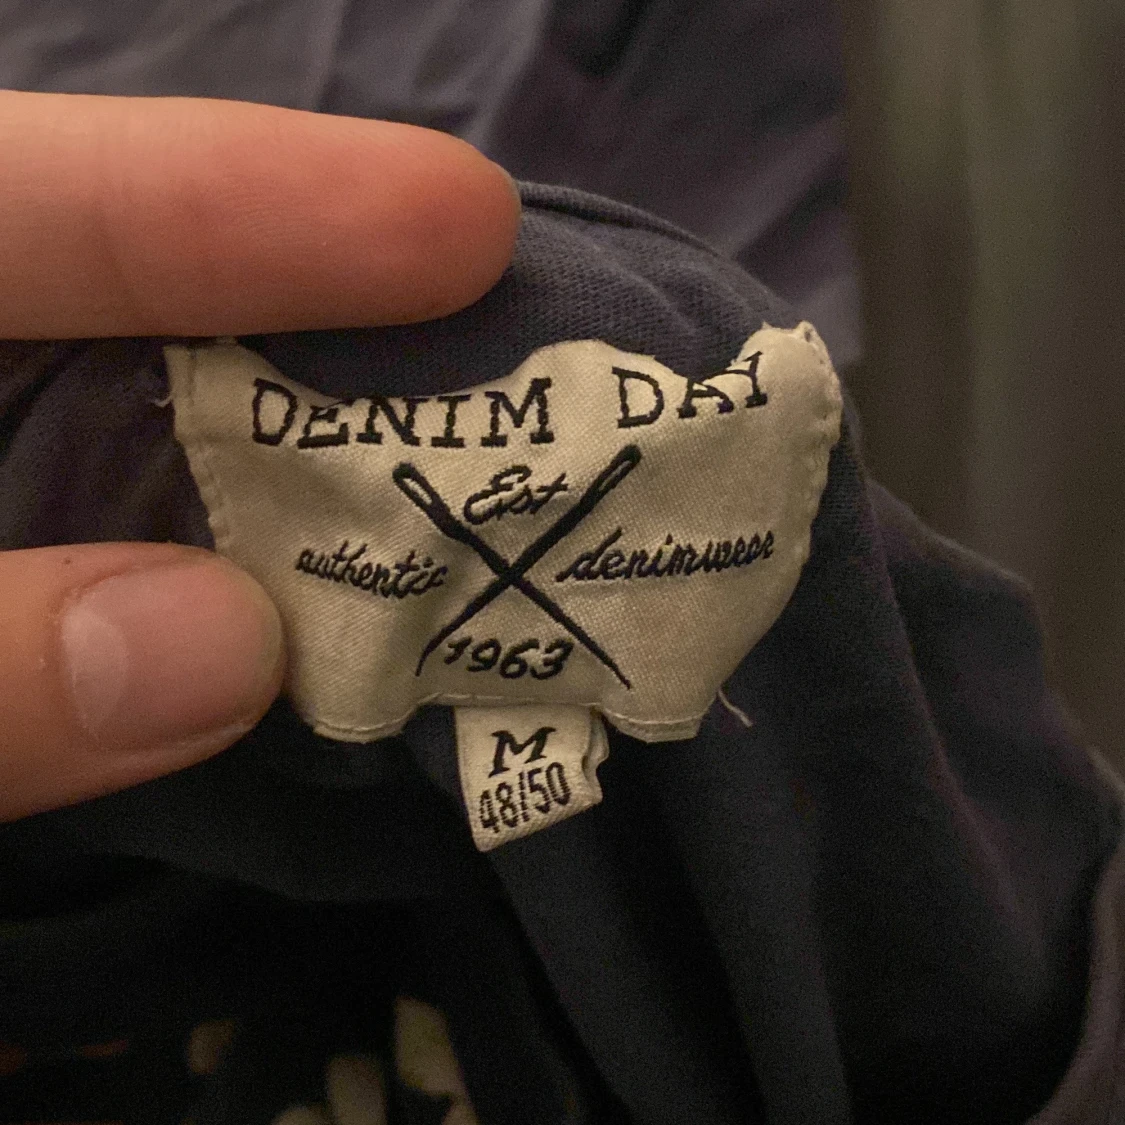 DENIM DAY
Est
authentic denimwear
1963
M
48/50